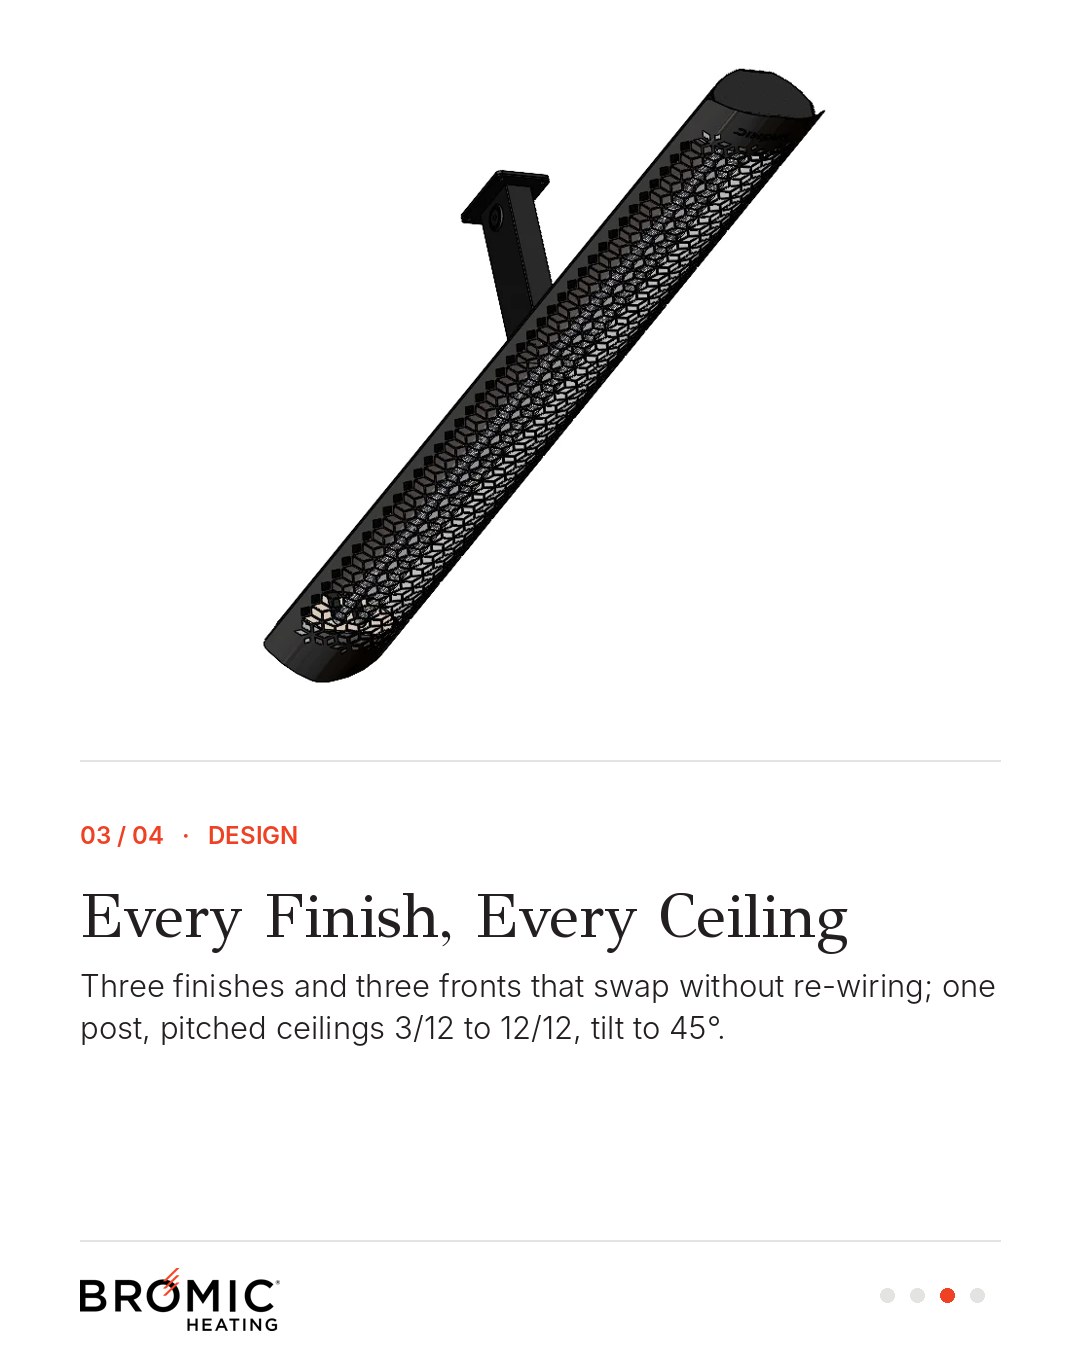 03 / 04 · DESIGN
Every Finish, Every Ceiling
Three finishes and three fronts that swap without re-wiring; one
post, pitched ceilings 3/12 to 12/12, tilt to 45°.
BROMIC
HEATING